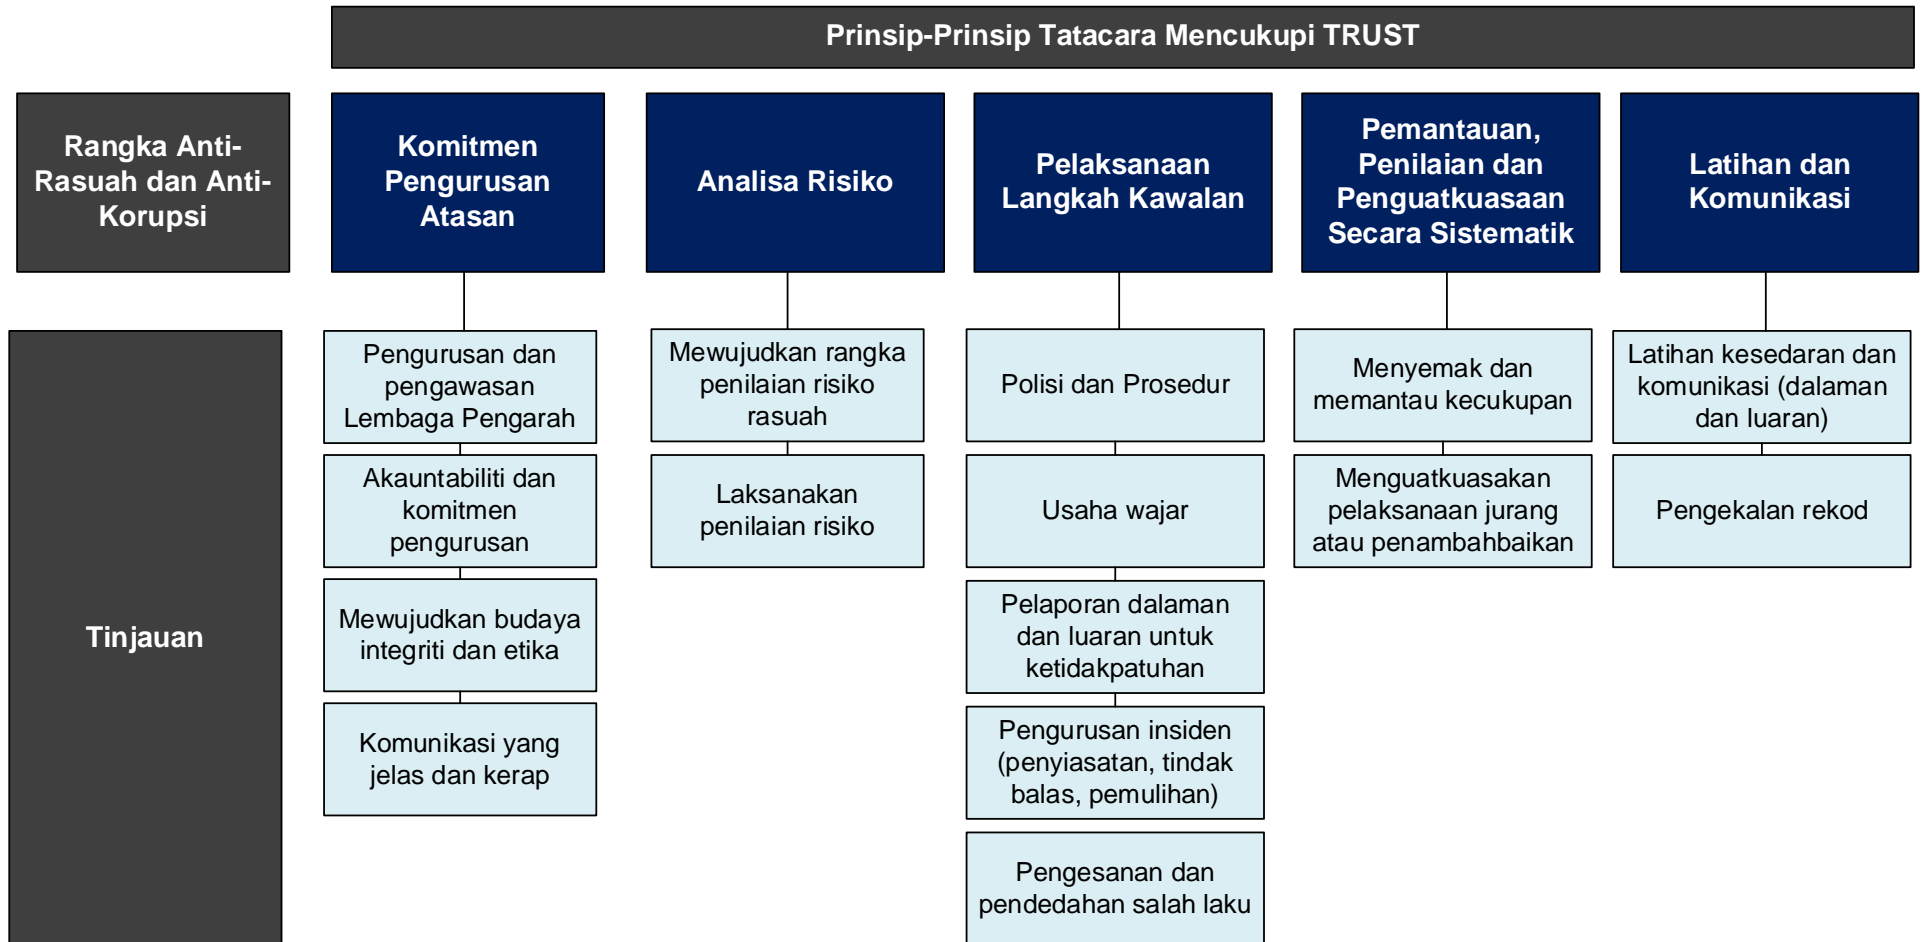 Prinsip-Prinsip Tatacara Mencukupi TRUST
Rangka Anti-
Rasuah dan Anti-
Korupsi
Komitmen
Pengurusan
Atasan
Analisa Risiko
Pelaksanaan
Langkah Kawalan
Pemantauan,
Penilaian dan
Penguatkuasaan
Secara Sistematik
Latihan dan
Komunikasi
Tinjauan
Pengurusan dan
pengawasan
Lembaga Pengarah
Akauntabiliti dan
komitmen
pengurusan
Mewujudkan budaya
integriti dan etika
Komunikasi yang
jelas dan kerap
Mewujudkan rangka
penilaian risiko
rasuah
Laksanakan
penilaian risiko
Polisi dan Prosedur
Usaha wajar
Pelaporan dalaman
dan luaran untuk
ketidakpatuhan
Pengurusan insiden
(penyiasatan, tindak
balas, pemulihan)
Pengesanan dan
pendedahan salah laku
Menyemak dan
memantau kecukupan
Menguatkuasakan
pelaksanaan jurang
atau penambahbaikan
Latihan kesedaran dan
komunikasi (dalaman
dan luaran)
Pengekalan rekod